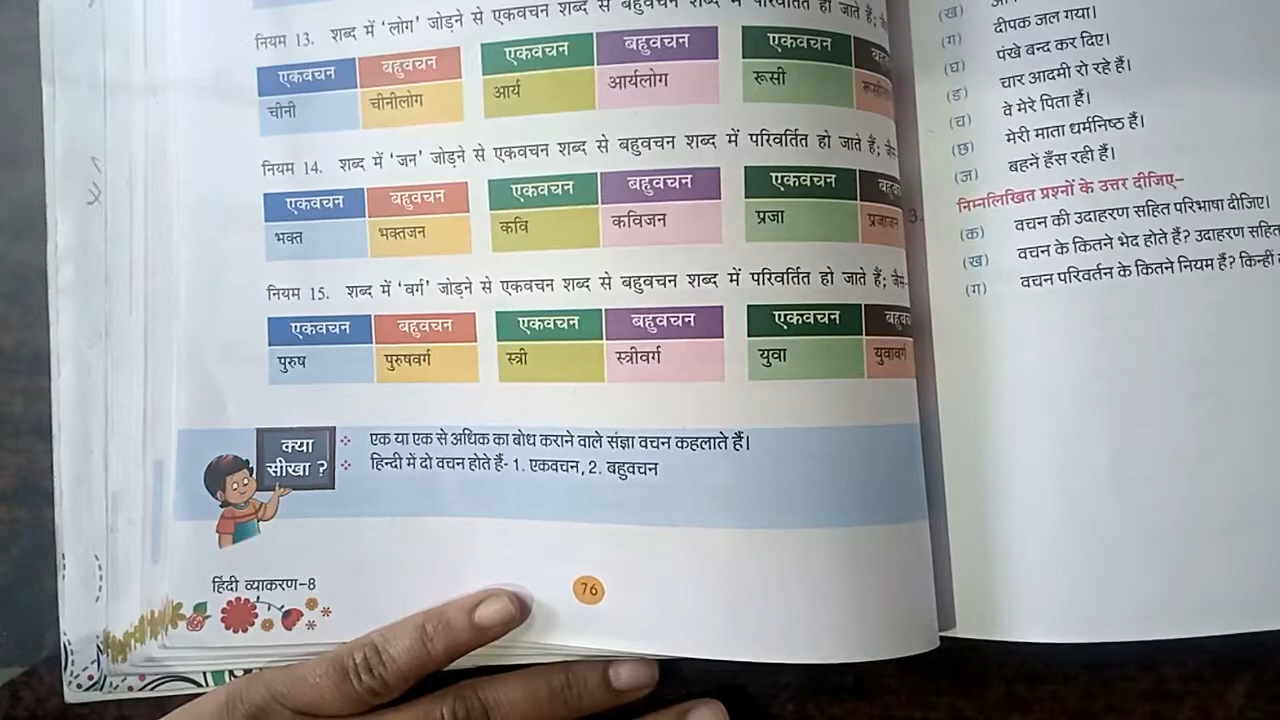 नियम 13. शब्द में ‘लोग’ जोड़ने से एकवचन शब्द से बहुवचन शब्द में परिवर्तित हो जाते हैं;
एकवचन बहुवचन एकवचन बहुवचन एकवचन
चीनी चीनीलोग आर्य आर्यलोग रूसी
नियम 14. शब्द में ‘जन’ जोड़ने से एकवचन शब्द से बहुवचन शब्द में परिवर्तित हो जाते हैं;
एकवचन बहुवचन एकवचन बहुवचन एकवचन
भक्त भक्तजन कवि कविजन प्रजा प्रजाजन
नियम 15. शब्द में ‘वर्ग’ जोड़ने से एकवचन शब्द से बहुवचन शब्द में परिवर्तित हो जाते हैं;
एकवचन बहुवचन एकवचन बहुवचन एकवचन
पुरुष पुरुषवर्ग स्त्री स्त्रीवर्ग युवा युवावर्ग
क्या सीखा ?
एक या एक से अधिक का बोध कराने वाले संज्ञा वचन कहलाते हैं।
हिन्दी में दो वचन होते हैं- 1. एकवचन, 2. बहुवचन
हिंदी व्याकरण-8
76
(ख)
(ग) दीपक जल गया।
(घ) पंखे बन्द कर दिए।
(ङ) चार आदमी रो रहे हैं।
(च) वे मेरे पिता हैं।
(छ) मेरी माता धर्मनिष्ठ हैं।
(ज) बहनें हँस रही हैं।
3. निम्नलिखित प्रश्नों के उत्तर दीजिए–
(क) वचन की उदाहरण सहित परिभाषा दीजिए।
(ख) वचन के कितने भेद होते हैं? उदाहरण सहित
(ग) वचन परिवर्तन के कितने नियम हैं? किन्हीं